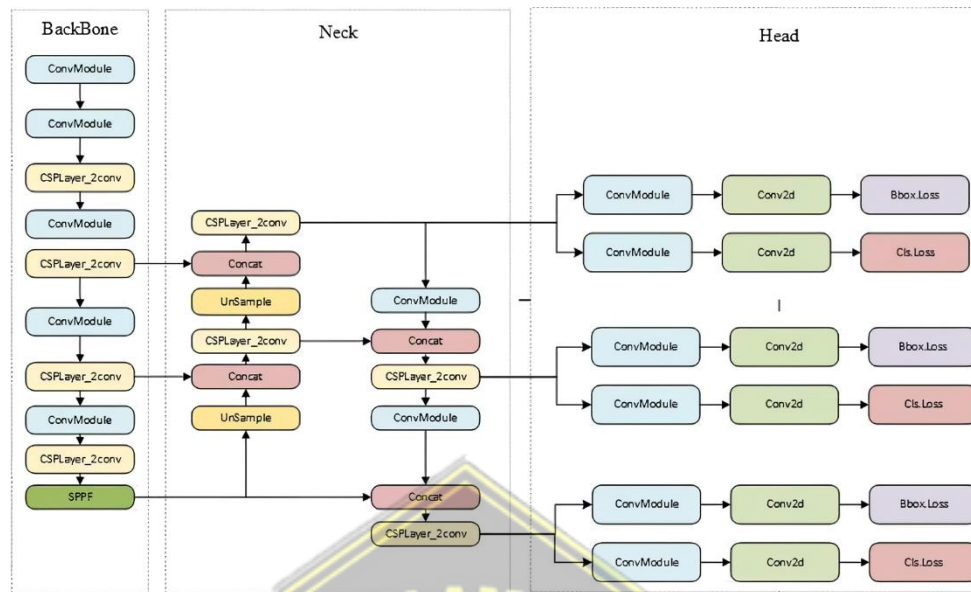 BackBone
ConvModule
ConvModule
CSPLayer_2conv
ConvModule
CSPLayer_2conv
ConvModule
CSPLayer_2conv
ConvModule
CSPLayer_2conv
SPPF
Neck
CSPLayer_2conv
Concat
UnSample
CSPLayer_2conv
Concat
UnSample
ConvModule
Concat
CSPLayer_2conv
ConvModule
Concat
CSPLayer_2conv
Head
ConvModule
Conv2d
Bbox.Loss
ConvModule
Conv2d
Cls.Loss
ConvModule
Conv2d
Bbox.Loss
ConvModule
Conv2d
Cls.Loss
ConvModule
Conv2d
Bbox.Loss
ConvModule
Conv2d
Cls.Loss